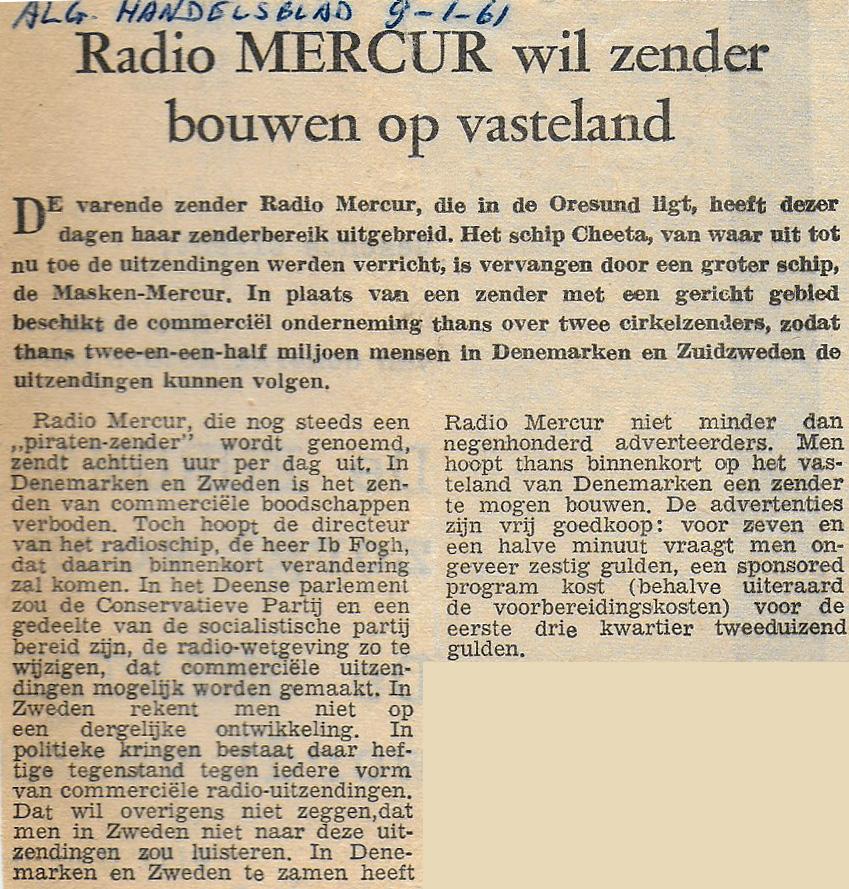 ALG. HANDELSBLAD 9-1-61
Radio MERCUR wil zender
bouwen op vasteland
DE varende zender Radio Mercur, die in de Oresund ligt, heeft dezer
dagen haar zenderbereik uitgebreid. Het schip Cheeta, van waar uit tot
nu toe de uitzendingen werden verricht, is vervangen door een groter schip,
de Masken-Mercur. In plaats van een zender met een gericht gebied
beschikt de commerciël onderneming thans over twee cirkelzenders, zodat
thans twee-en-een-half miljoen mensen in Denemarken en Zuidzweden de
uitzendingen kunnen volgen.
Radio Mercur, die nog steeds een
„piraten-zender” wordt genoemd,
zendt achttien uur per dag uit. In
Denemarken en Zweden is het zen-
den van commerciële boodschappen
verboden. Toch hoopt de directeur
van het radioschip, de heer Ib Fogh,
dat daarin binnenkort verandering
zal komen. In het Deense parlement
zou de Conservatieve Partij en een
gedeelte van de socialistische partij
bereid zijn, de radio-wetgeving zo te
wijzigen, dat commerciële uitzen-
dingen mogelijk worden gemaakt. In
Zweden rekent men niet op
een dergelijke ontwikkeling. In
politieke kringen bestaat daar hef-
tige tegenstand tegen iedere vorm
van commerciële radio-uitzendingen.
Dat wil overigens niet zeggen,dat
men in Zweden niet naar deze uit-
zendingen zou luisteren. In Dene-
marken en Zweden te zamen heeft
Radio Mercur niet minder dan
negenhonderd adverteerders. Men
hoopt thans binnenkort op het vas-
teland van Denemarken een zender
te mogen bouwen. De advertenties
zijn vrij goedkoop: voor zeven en
een halve minuut vraagt men on-
geveer zestig gulden, een sponsored
program kost (behalve uiteraard
de voorbereidingskosten) voor de
eerste drie kwartier tweeduizend
gulden.